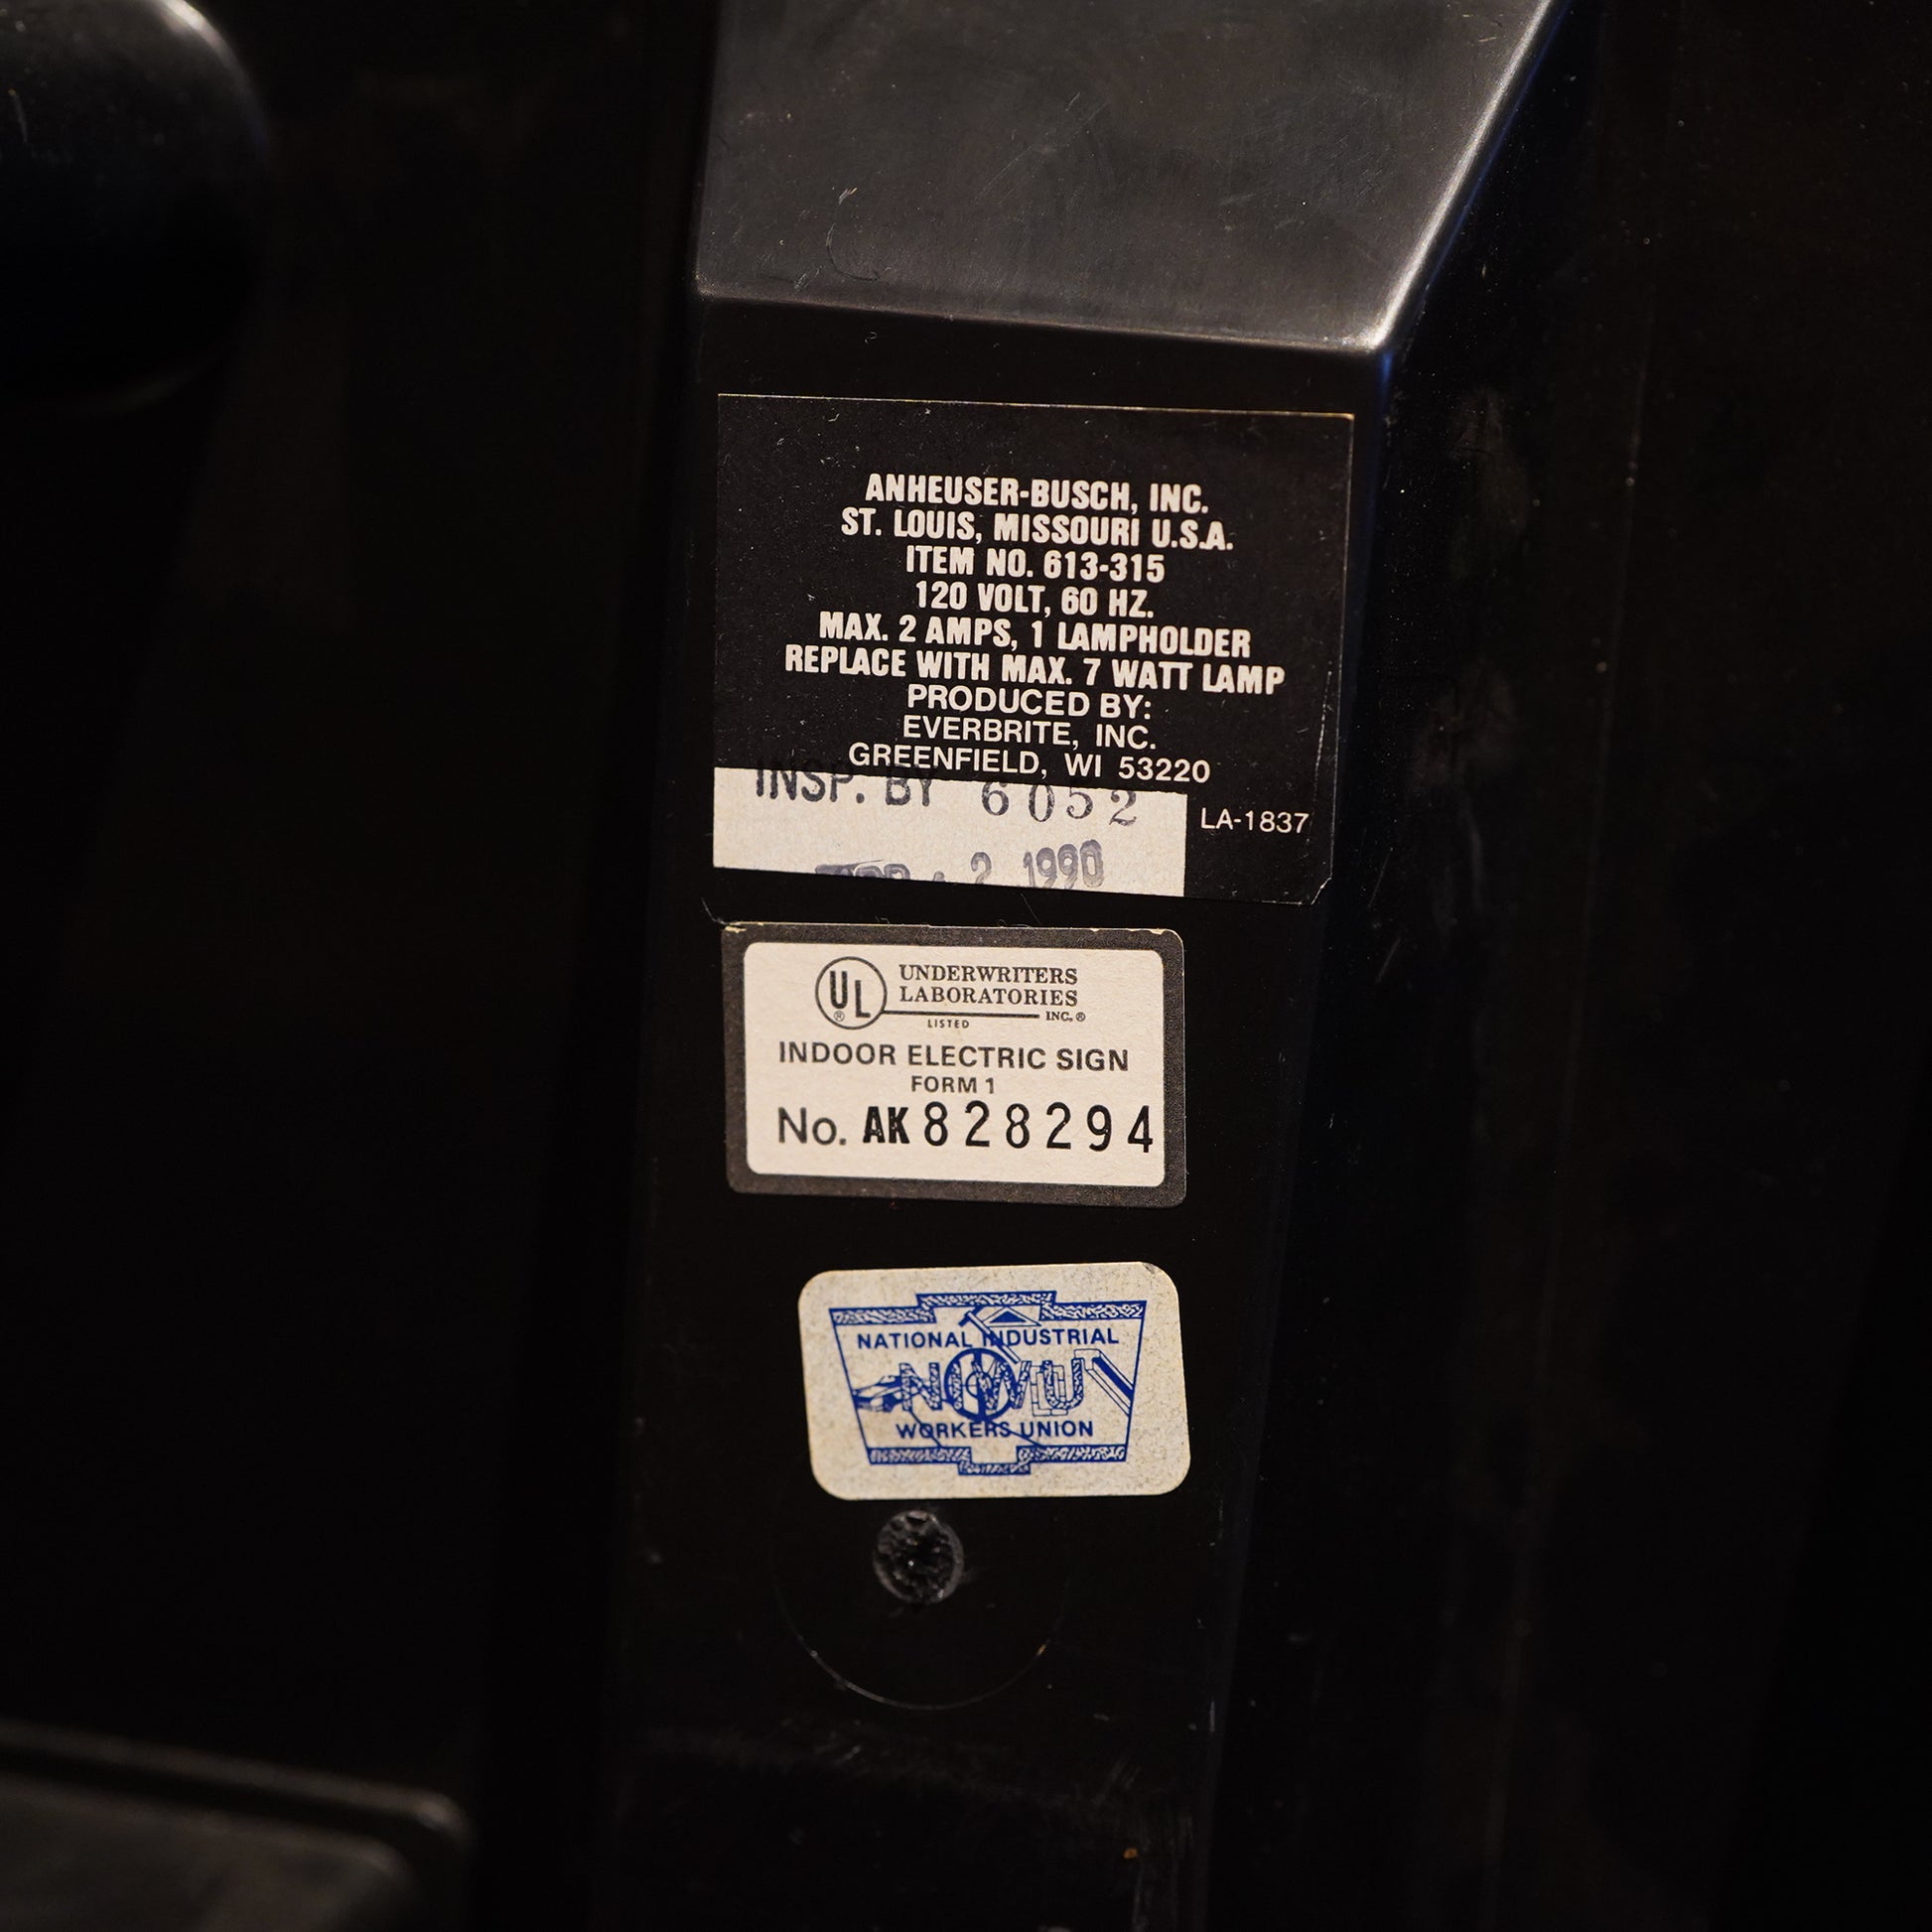 ANHEUSER-BUSCH, INC.
ST. LOUIS, MISSOURI U.S.A.
ITEM NO. 613-315
120 VOLT, 60 HZ.
MAX. 2 AMPS, 1 LAMPHOLDER
REPLACE WITH MAX. 7 WATT LAMP
PRODUCED BY:
EVERBRITE, INC.
GREENFIELD, WI 53220
INSP. BY 6052
LA-1837
2 1990
UL®
UNDERWRITERS
LABORATORIES
INC.®
LISTED
INDOOR ELECTRIC SIGN
FORM 1
No. AK828294
NATIONAL INDUSTRIAL
NIWU
WORKERS UNION